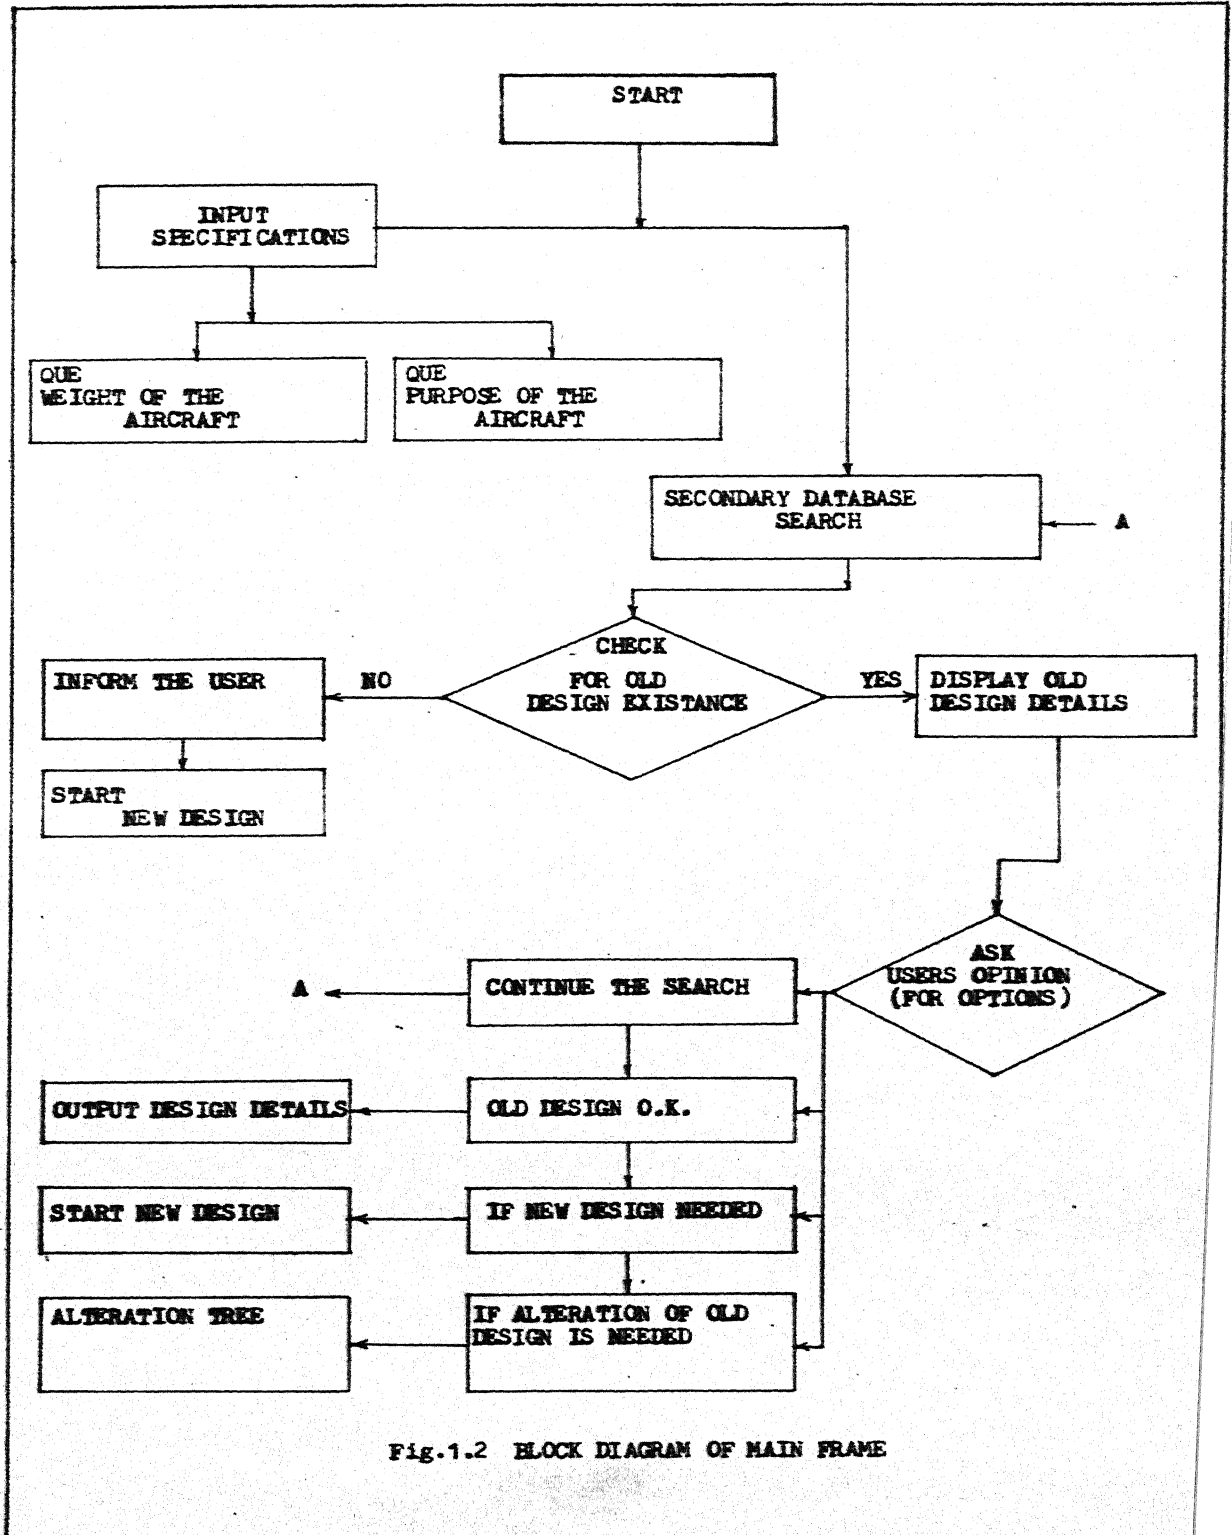 START
INPUT
SPECIFICATIONS
QUE
WEIGHT OF THE
AIRCRAFT
QUE
PURPOSE OF THE
AIRCRAFT
SECONDARY DATABASE
SEARCH
A
CHECK
FOR OLD
DESIGN EXISTANCE
NO
INFORM THE USER
START
NEW DESIGN
YES
DISPLAY OLD
DESIGN DETAILS
ASK
USERS OPINION
(FOR OPTIONS)
CONTINUE THE SEARCH
A
OLD DESIGN O.K.
OUTPUT DESIGN DETAILS
IF NEW DESIGN NEEDED
START NEW DESIGN
IF ALTERATION OF OLD
DESIGN IS NEEDED
ALTERATION TREE
Fig.1.2 BLOCK DIAGRAM OF MAIN FRAME